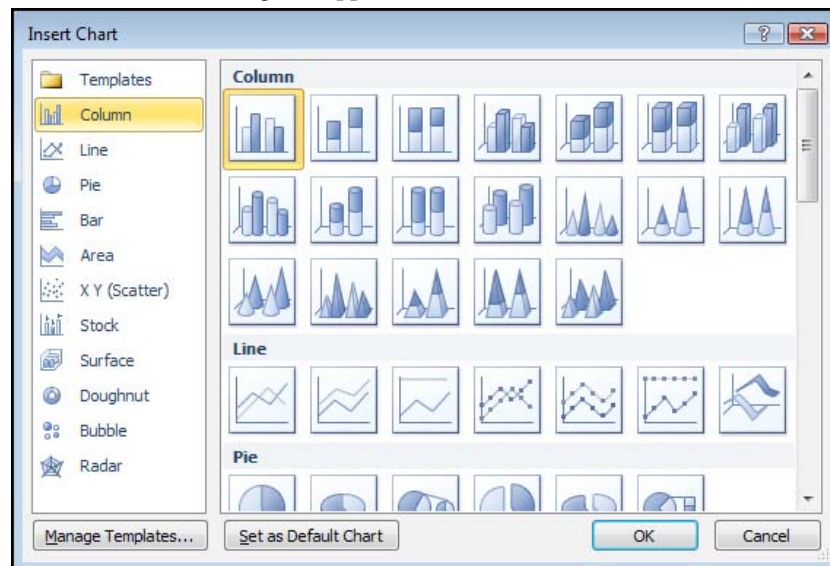 Insert Chart
Templates
Column
Line
Pie
Bar
Area
X Y (Scatter)
Stock
Surface
Doughnut
Bubble
Radar
Column
Line
Pie
Manage Templates...
Set as Default Chart
OK
Cancel